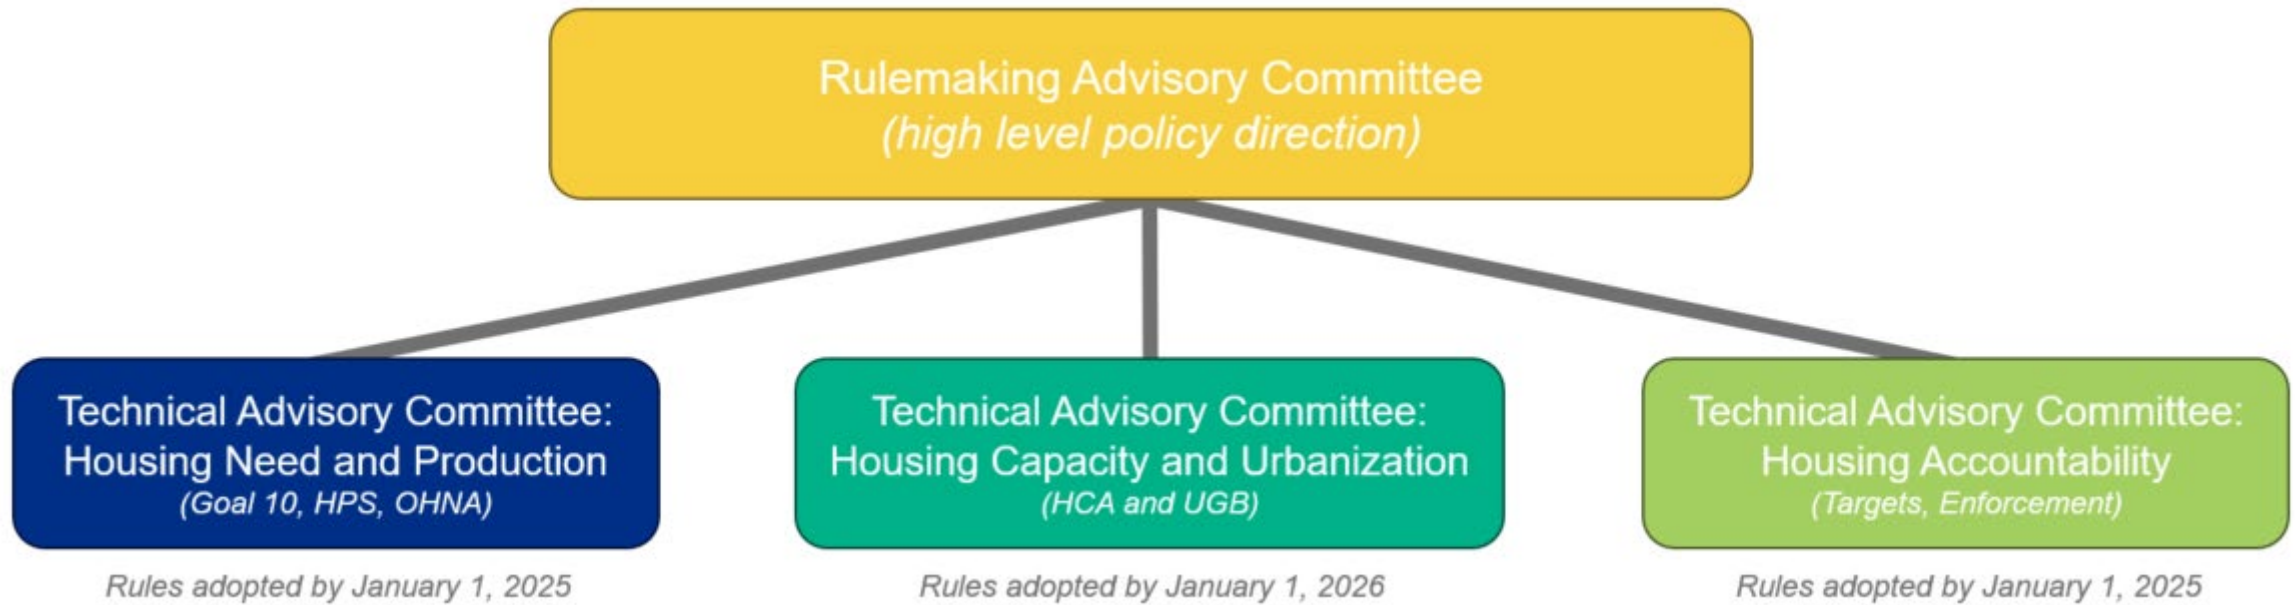 Rulemaking Advisory Committee
(high level policy direction)
Technical Advisory Committee:
Housing Need and Production
(Goal 10, HPS, OHNA)
Rules adopted by January 1, 2025
Technical Advisory Committee:
Housing Capacity and Urbanization
(HCA and UGB)
Rules adopted by January 1, 2026
Technical Advisory Committee:
Housing Accountability
(Targets, Enforcement)
Rules adopted by January 1, 2025